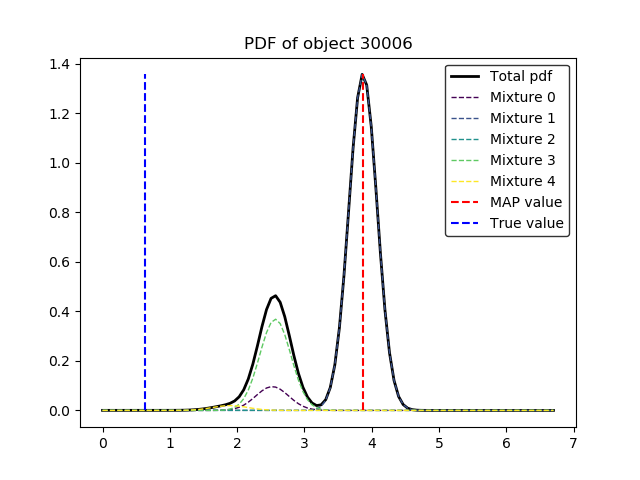 PDF of object 30006
1.4
1.2
1.0
0.8
0.6
0.4
0.2
0.0
0 1 2 3 4 5 6 7
Total pdf
Mixture 0
Mixture 1
Mixture 2
Mixture 3
Mixture 4
MAP value
True value